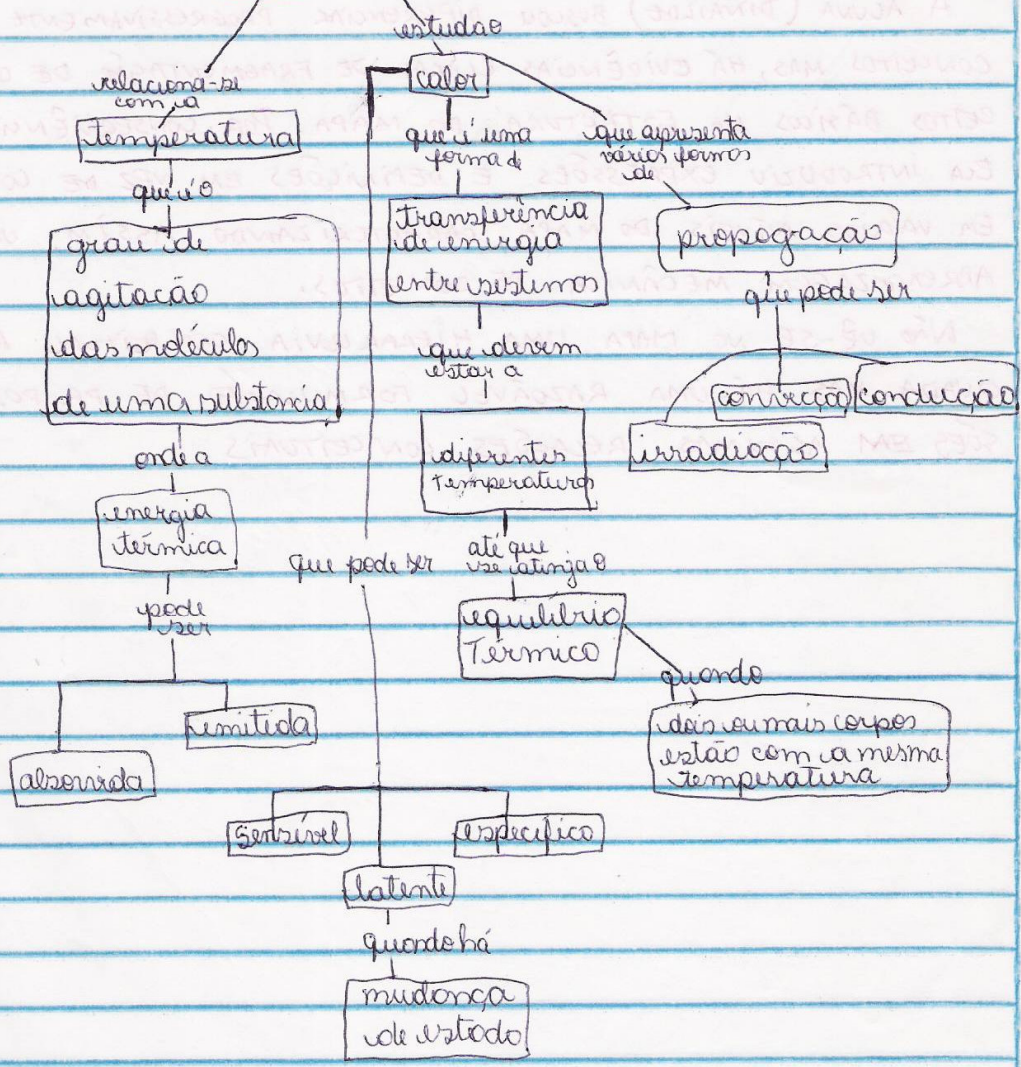 estuda o
relaciona-se
com a
temperatura
que é o
grau de
agitação
das moléculas
de uma substância
onde a
energia
térmica
pode
ser
emitida
absorvida
calor
que é uma
forma de
transferência
de energia
entre sistemas
que devem
estar a
diferentes
temperaturas
até que
se atinja o
equilíbrio
Térmico
quando
dois ou mais corpos
estão com a mesma
temperatura
que apresenta
várias formas
de
propogação
que pode ser
convecção
condução
irradiação
que pode ser
sensível
específico
latente
quando há
mudança
de estado